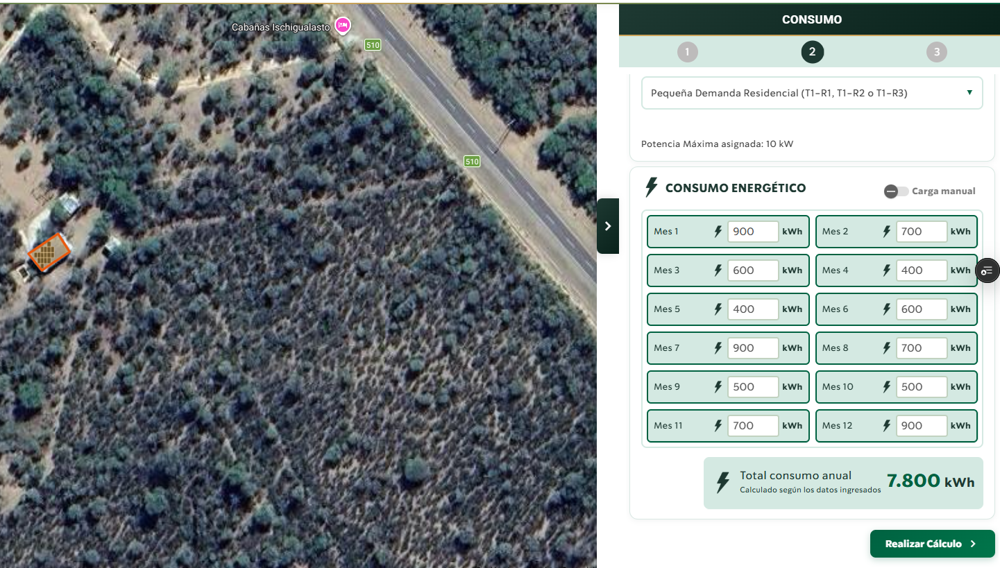 Cabañas Ischigualasto
510
510
CONSUMO
1
2
3
Pequeña Demanda Residencial (T1-R1, T1-R2 o T1-R3)
Potencia Máxima asignada: 10 kW
CONSUMO ENERGÉTICO
Carga manual
Mes 1 900 kWh
Mes 2 700 kWh
Mes 3 600 kWh
Mes 4 400 kWh
Mes 5 400 kWh
Mes 6 600 kWh
Mes 7 900 kWh
Mes 8 700 kWh
Mes 9 500 kWh
Mes 10 500 kWh
Mes 11 700 kWh
Mes 12 900 kWh
Total consumo anual
Calculado según los datos ingresados
7.800 kWh
Realizar Cálculo